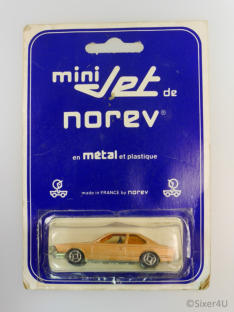 mini Jet de
norev®
en métal et plastique
made in FRANCE by norev
©Sixer4U